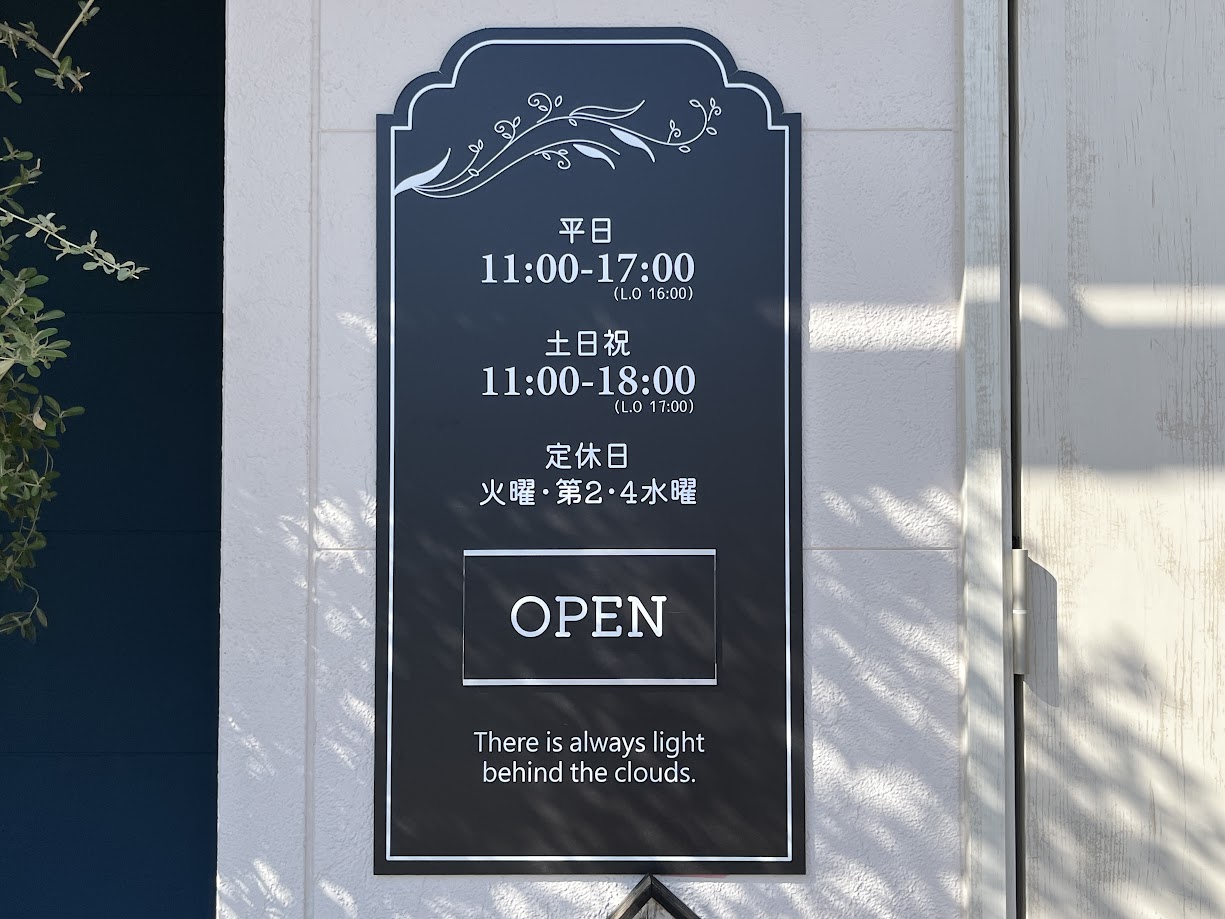 平日
11:00-17:00
(L.O 16:00)
土日祝
11:00-18:00
(L.O 17:00)
定休日
火曜・第2・4水曜
OPEN
There is always light
behind the clouds.